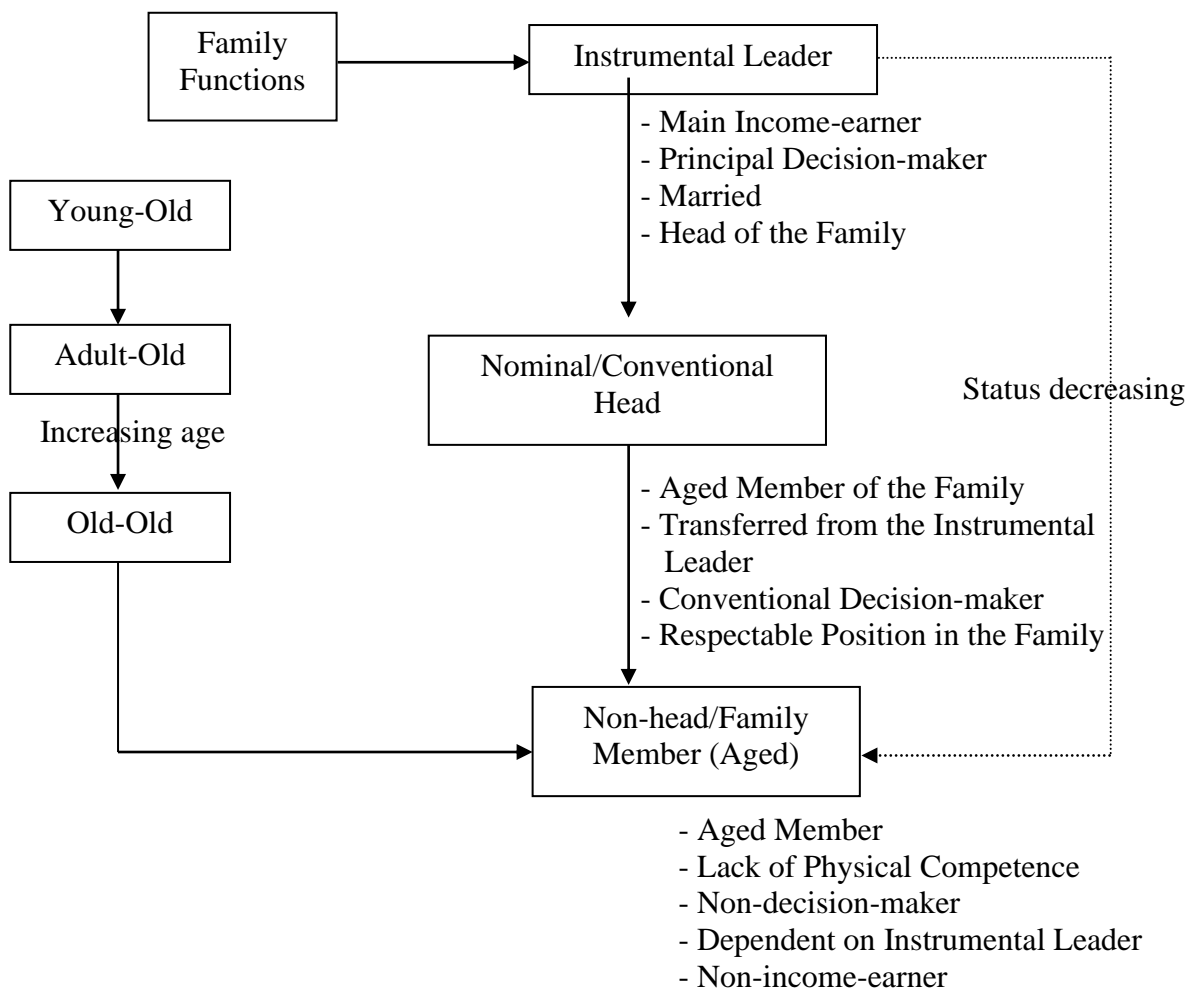 Family
Functions
Instrumental Leader
- Main Income-earner
- Principal Decision-maker
- Married
- Head of the Family
Young-Old
Adult-Old
Increasing age
Old-Old
Nominal/Conventional
Head
Status decreasing
- Aged Member of the Family
- Transferred from the Instrumental
Leader
- Conventional Decision-maker
- Respectable Position in the Family
Non-head/Family
Member (Aged)
- Aged Member
- Lack of Physical Competence
- Non-decision-maker
- Dependent on Instrumental Leader
- Non-income-earner